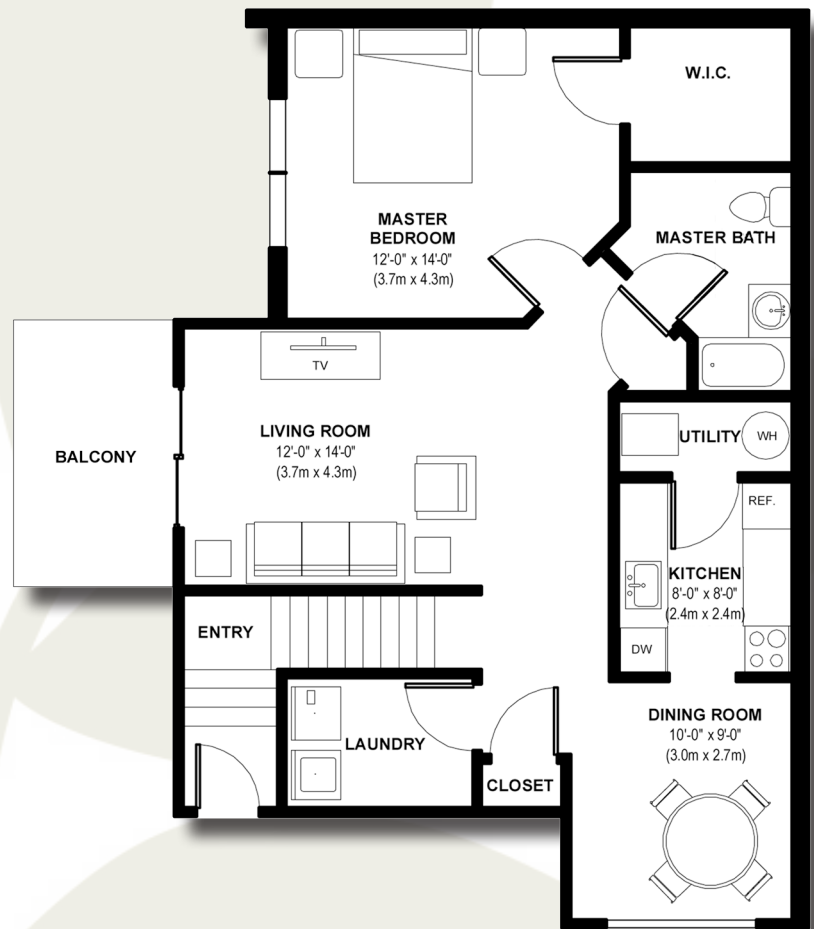 W.I.C.
MASTER
BEDROOM
12'-0" x 14'-0"
(3.7m x 4.3m)
MASTER BATH
TV
LIVING ROOM
12'-0" x 14'-0"
(3.7m x 4.3m)
BALCONY
UTILITY
WH
REF.
KITCHEN
8'-0" x 8'-0"
(2.4m x 2.4m)
DW
ENTRY
LAUNDRY
CLOSET
DINING ROOM
10'-0" x 9'-0"
(3.0m x 2.7m)